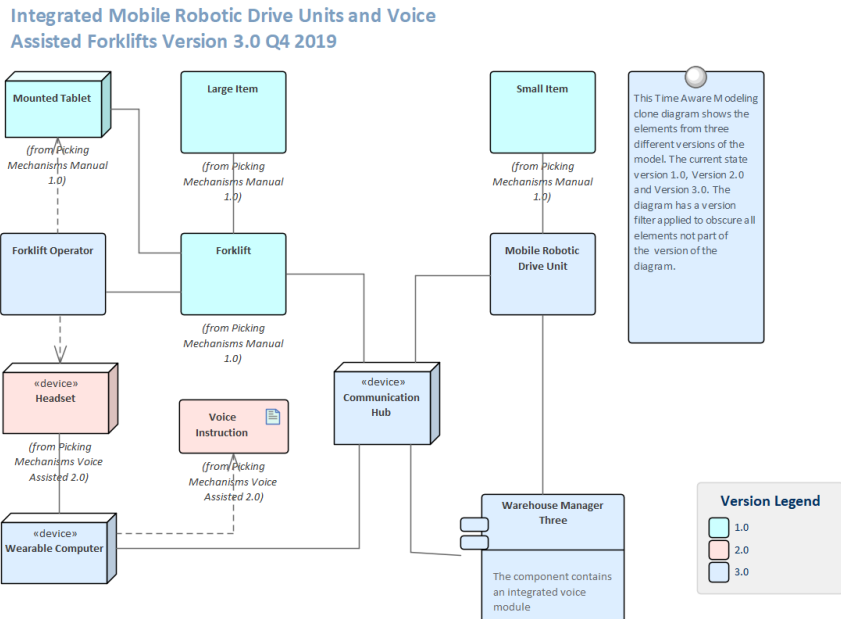 Integrated Mobile Robotic Drive Units and Voice
Assisted Forklifts Version 3.0 Q4 2019
Mounted Tablet
(from Picking
Mechanisms Manual
1.0)
Large Item
(from Picking
Mechanisms Manual
1.0)
Small Item
(from Picking
Mechanisms Manual
1.0)
This Time Aware Modeling
clone diagram shows the
elements from three
different versions of the
model. The current state
version 1.0, Version 2.0
and Version 3.0. The
diagram has a version
filter applied to obscure all
elements not part of
the version of the
diagram.
Forklift Operator
Forklift
(from Picking
Mechanisms Manual
1.0)
Mobile Robotic
Drive Unit
«device»
Headset
(from Picking
Mechanisms Voice
Assisted 2.0)
Voice
Instruction
(from Picking
Mechanisms Voice
Assisted 2.0)
«device»
Communication
Hub
«device»
Wearable Computer
Warehouse Manager
Three
The component contains
an integrated voice
module
Version Legend
1.0
2.0
3.0